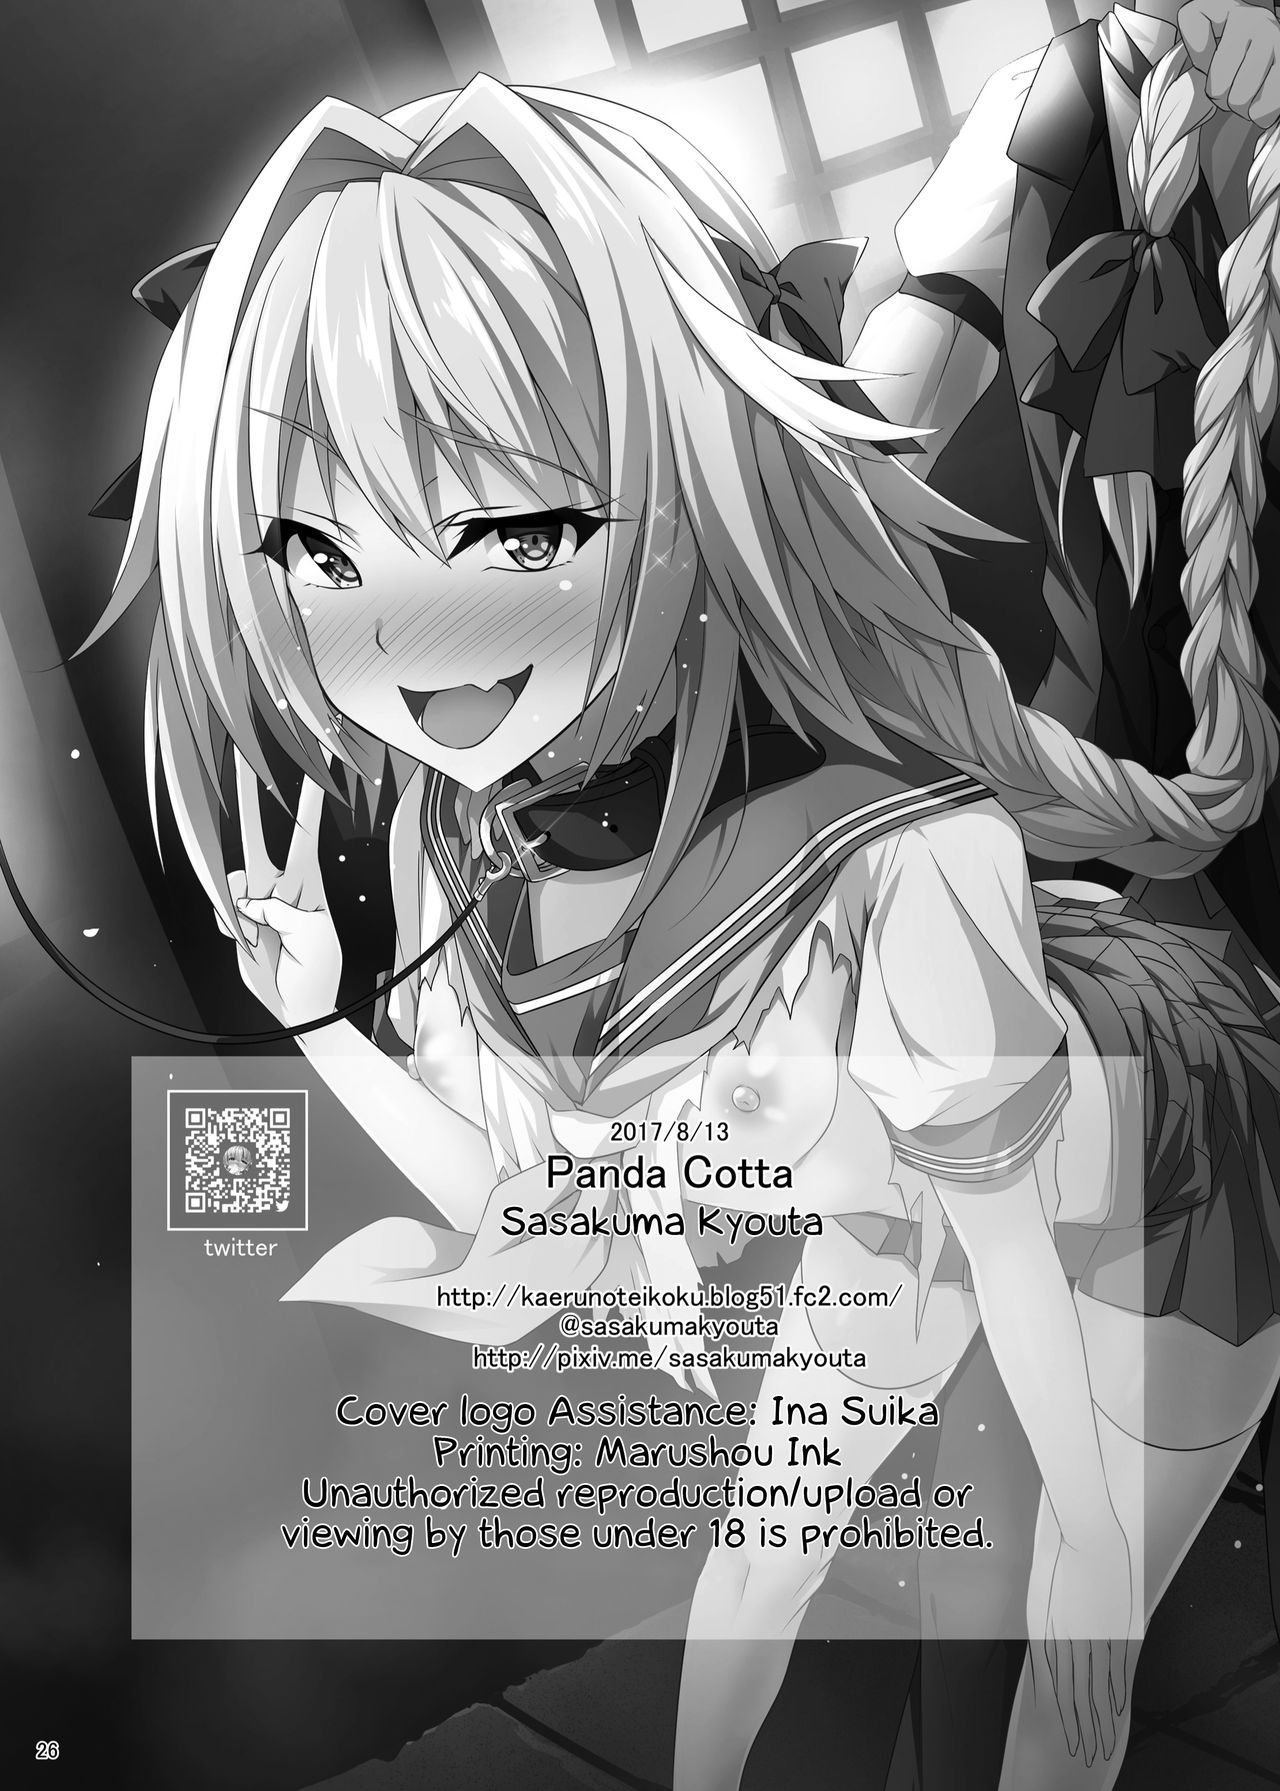 2017/8/13
Panda Cotta
Sasakuma Kyouta
twitter
http://kaerunoteikoku.blog51.fc2.com/
@sasakumakyouta
http://pixiv.me/sasakumakyouta
Cover logo Assistance: Ina Suika
Printing: Marushou Ink
Unauthorized reproduction/upload or
viewing by those under 18 is prohibited.
26